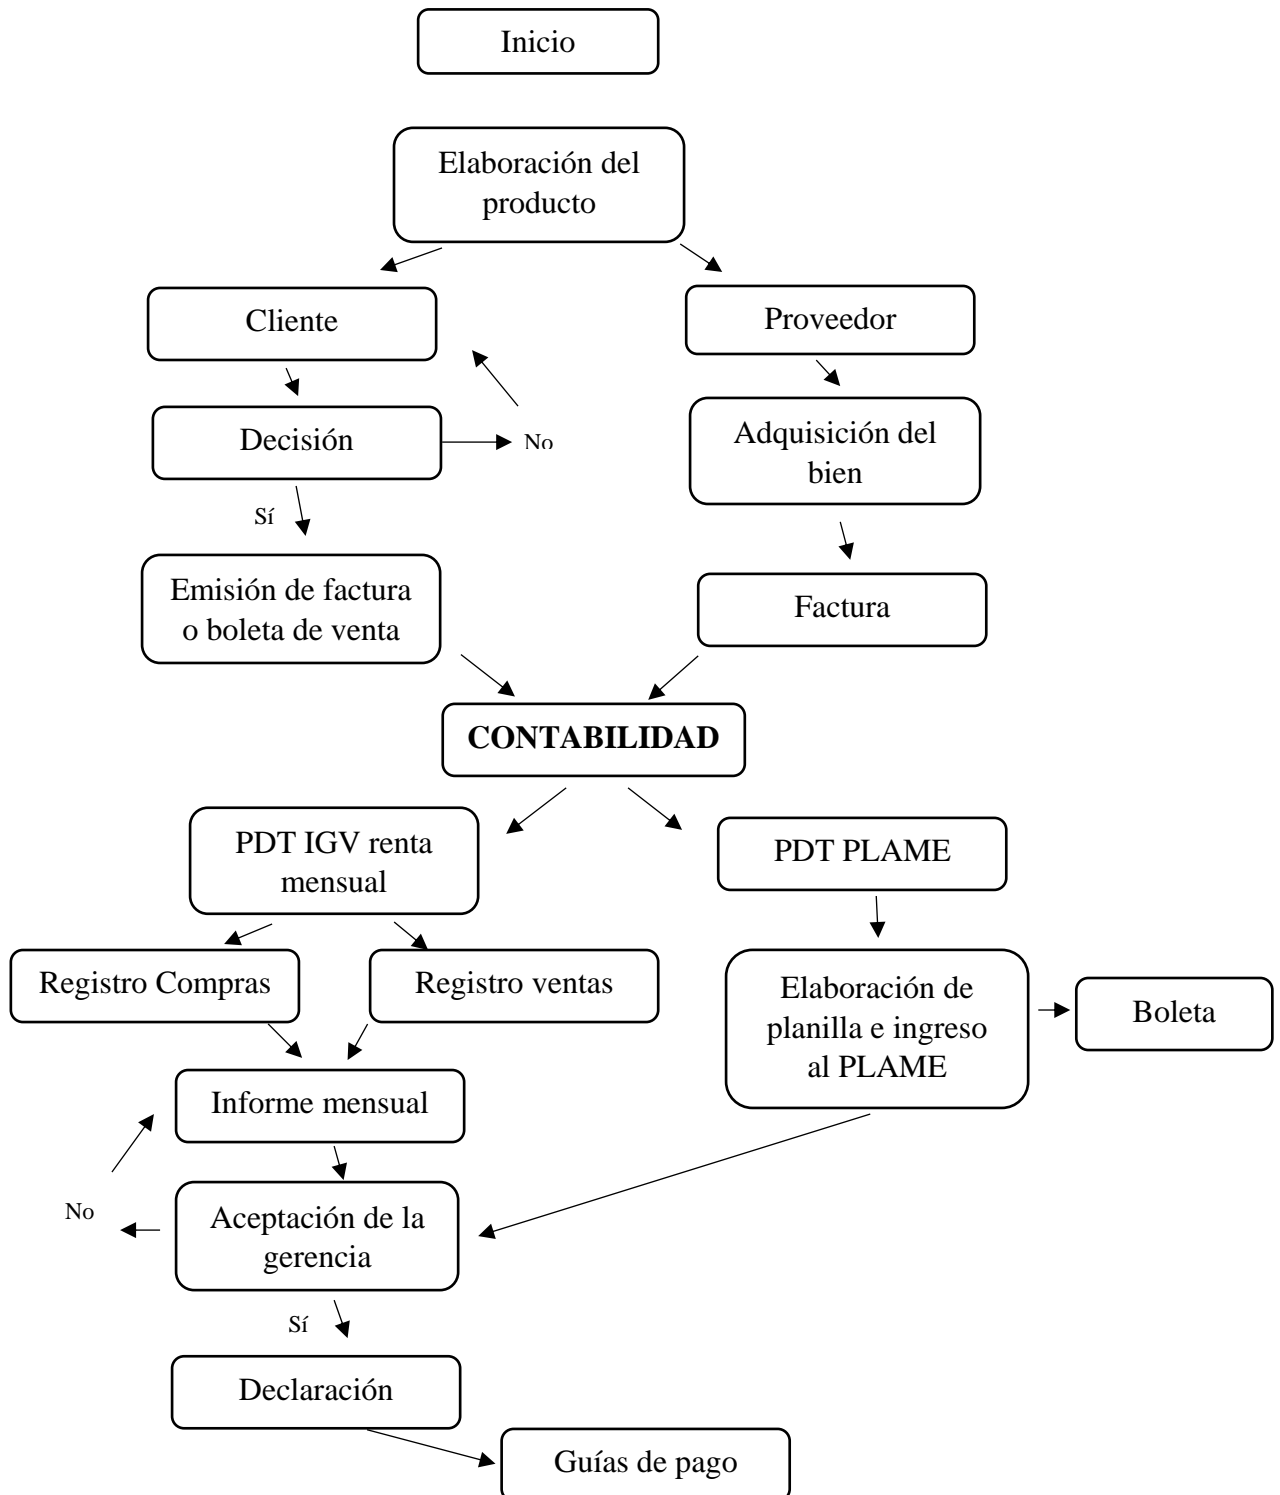 Inicio
Elaboración del
producto
Cliente
Proveedor
Decisión
No
Adquisición del
bien
Sí
Emisión de factura
o boleta de venta
Factura
CONTABILIDAD
PDT IGV renta
mensual
PDT PLAME
Registro Compras
Registro ventas
Elaboración de
planilla e ingreso
al PLAME
Boleta
Informe mensual
No
Aceptación de la
gerencia
Sí
Declaración
Guías de pago